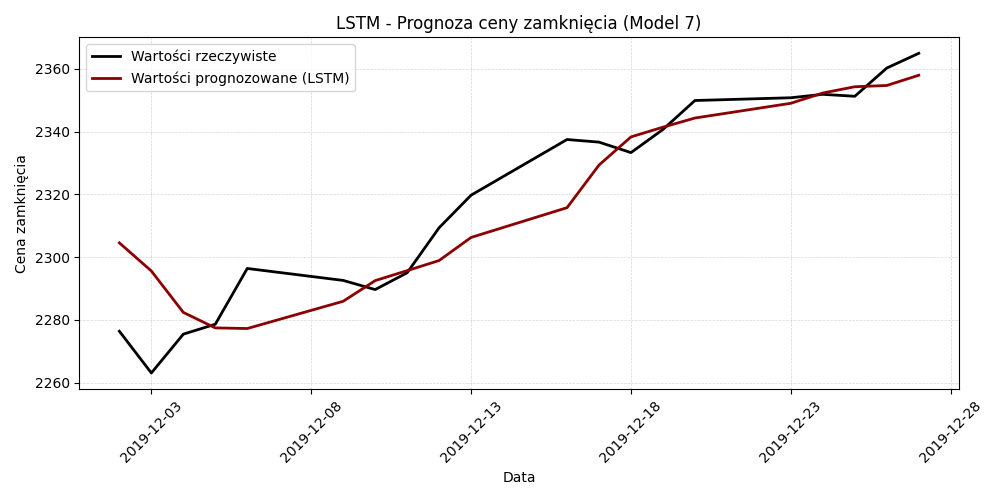 LSTM - Prognoza ceny zamknięcia (Model 7)
Wartości rzeczywiste
Wartości prognozowane (LSTM)
Cena zamknięcia
2360
2340
2320
2300
2280
2260
2019-12-03
2019-12-08
2019-12-13
2019-12-18
2019-12-23
2019-12-28
Data